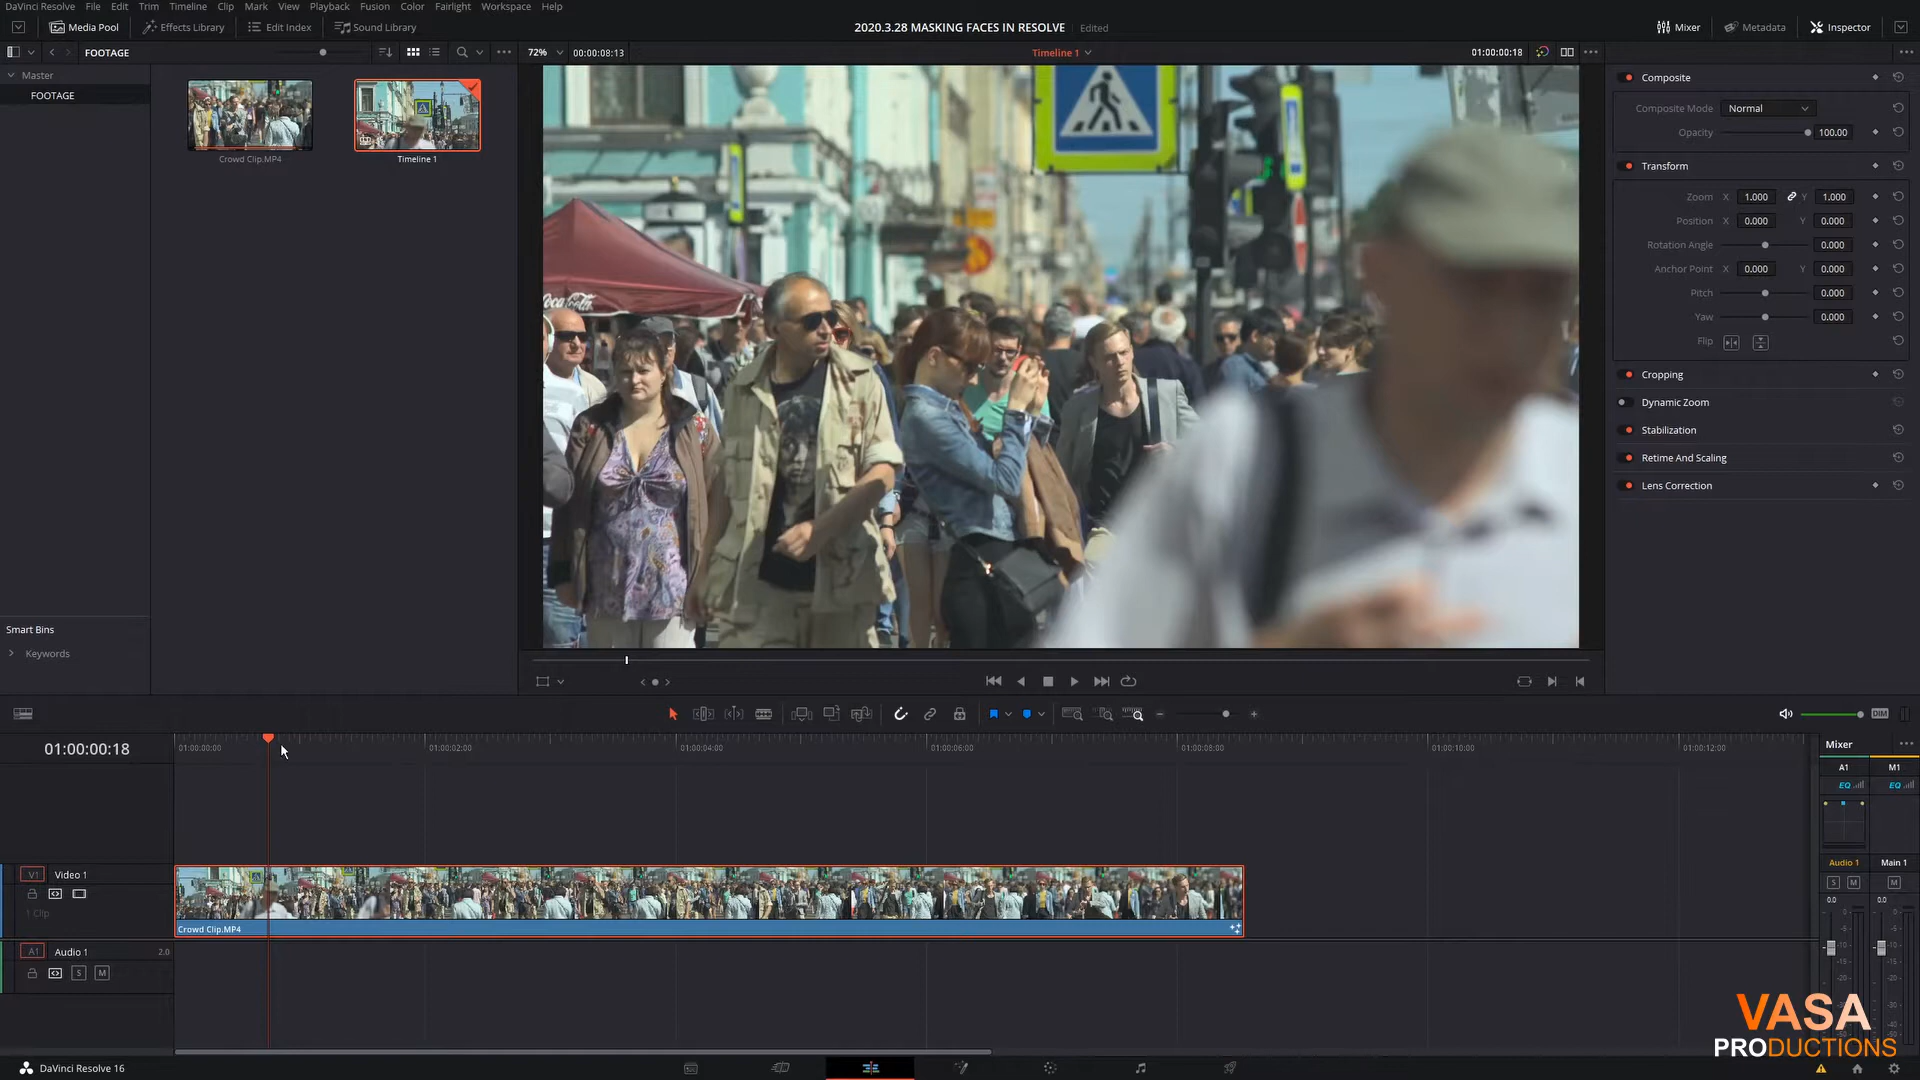 DaVinci Resolve File Edit Trim Timeline Clip Mark View Playback Fusion Color Fairlight Workspace Help
Media Pool Effects Library Edit Index Sound Library 2020.3.28 MASKING FACES IN RESOLVE Edited Mixer Metadata Inspector
FOOTAGE 72% 00:00:08:13 Timeline 1 01:00:00:18
Master
FOOTAGE
Crowd Clip.MP4
Timeline 1
Coca-Cola
Composite
Composite Mode Normal
Opacity 100.00
Transform
Zoom X 1.000 Y 1.000
Position X 0.000 Y 0.000
Rotation Angle 0.000
Anchor Point X 0.000 Y 0.000
Pitch 0.000
Yaw 0.000
Flip
Cropping
Dynamic Zoom
Stabilization
Retime And Scaling
Lens Correction
Smart Bins
Keywords
DIM
01:00:00:18
01:00:00:00 01:00:02:00 01:00:04:00 01:00:06:00 01:00:08:00 01:00:10:00 01:00:12:00
V1 Video 1
1 Clip
Crowd Clip.MP4
A1 Audio 1 2.0
S M
Mixer
A1 M1
EQ EQ
Audio 1 Main 1
S M M
0.0 0.0
VASA
PRODUCTIONS
DaVinci Resolve 16